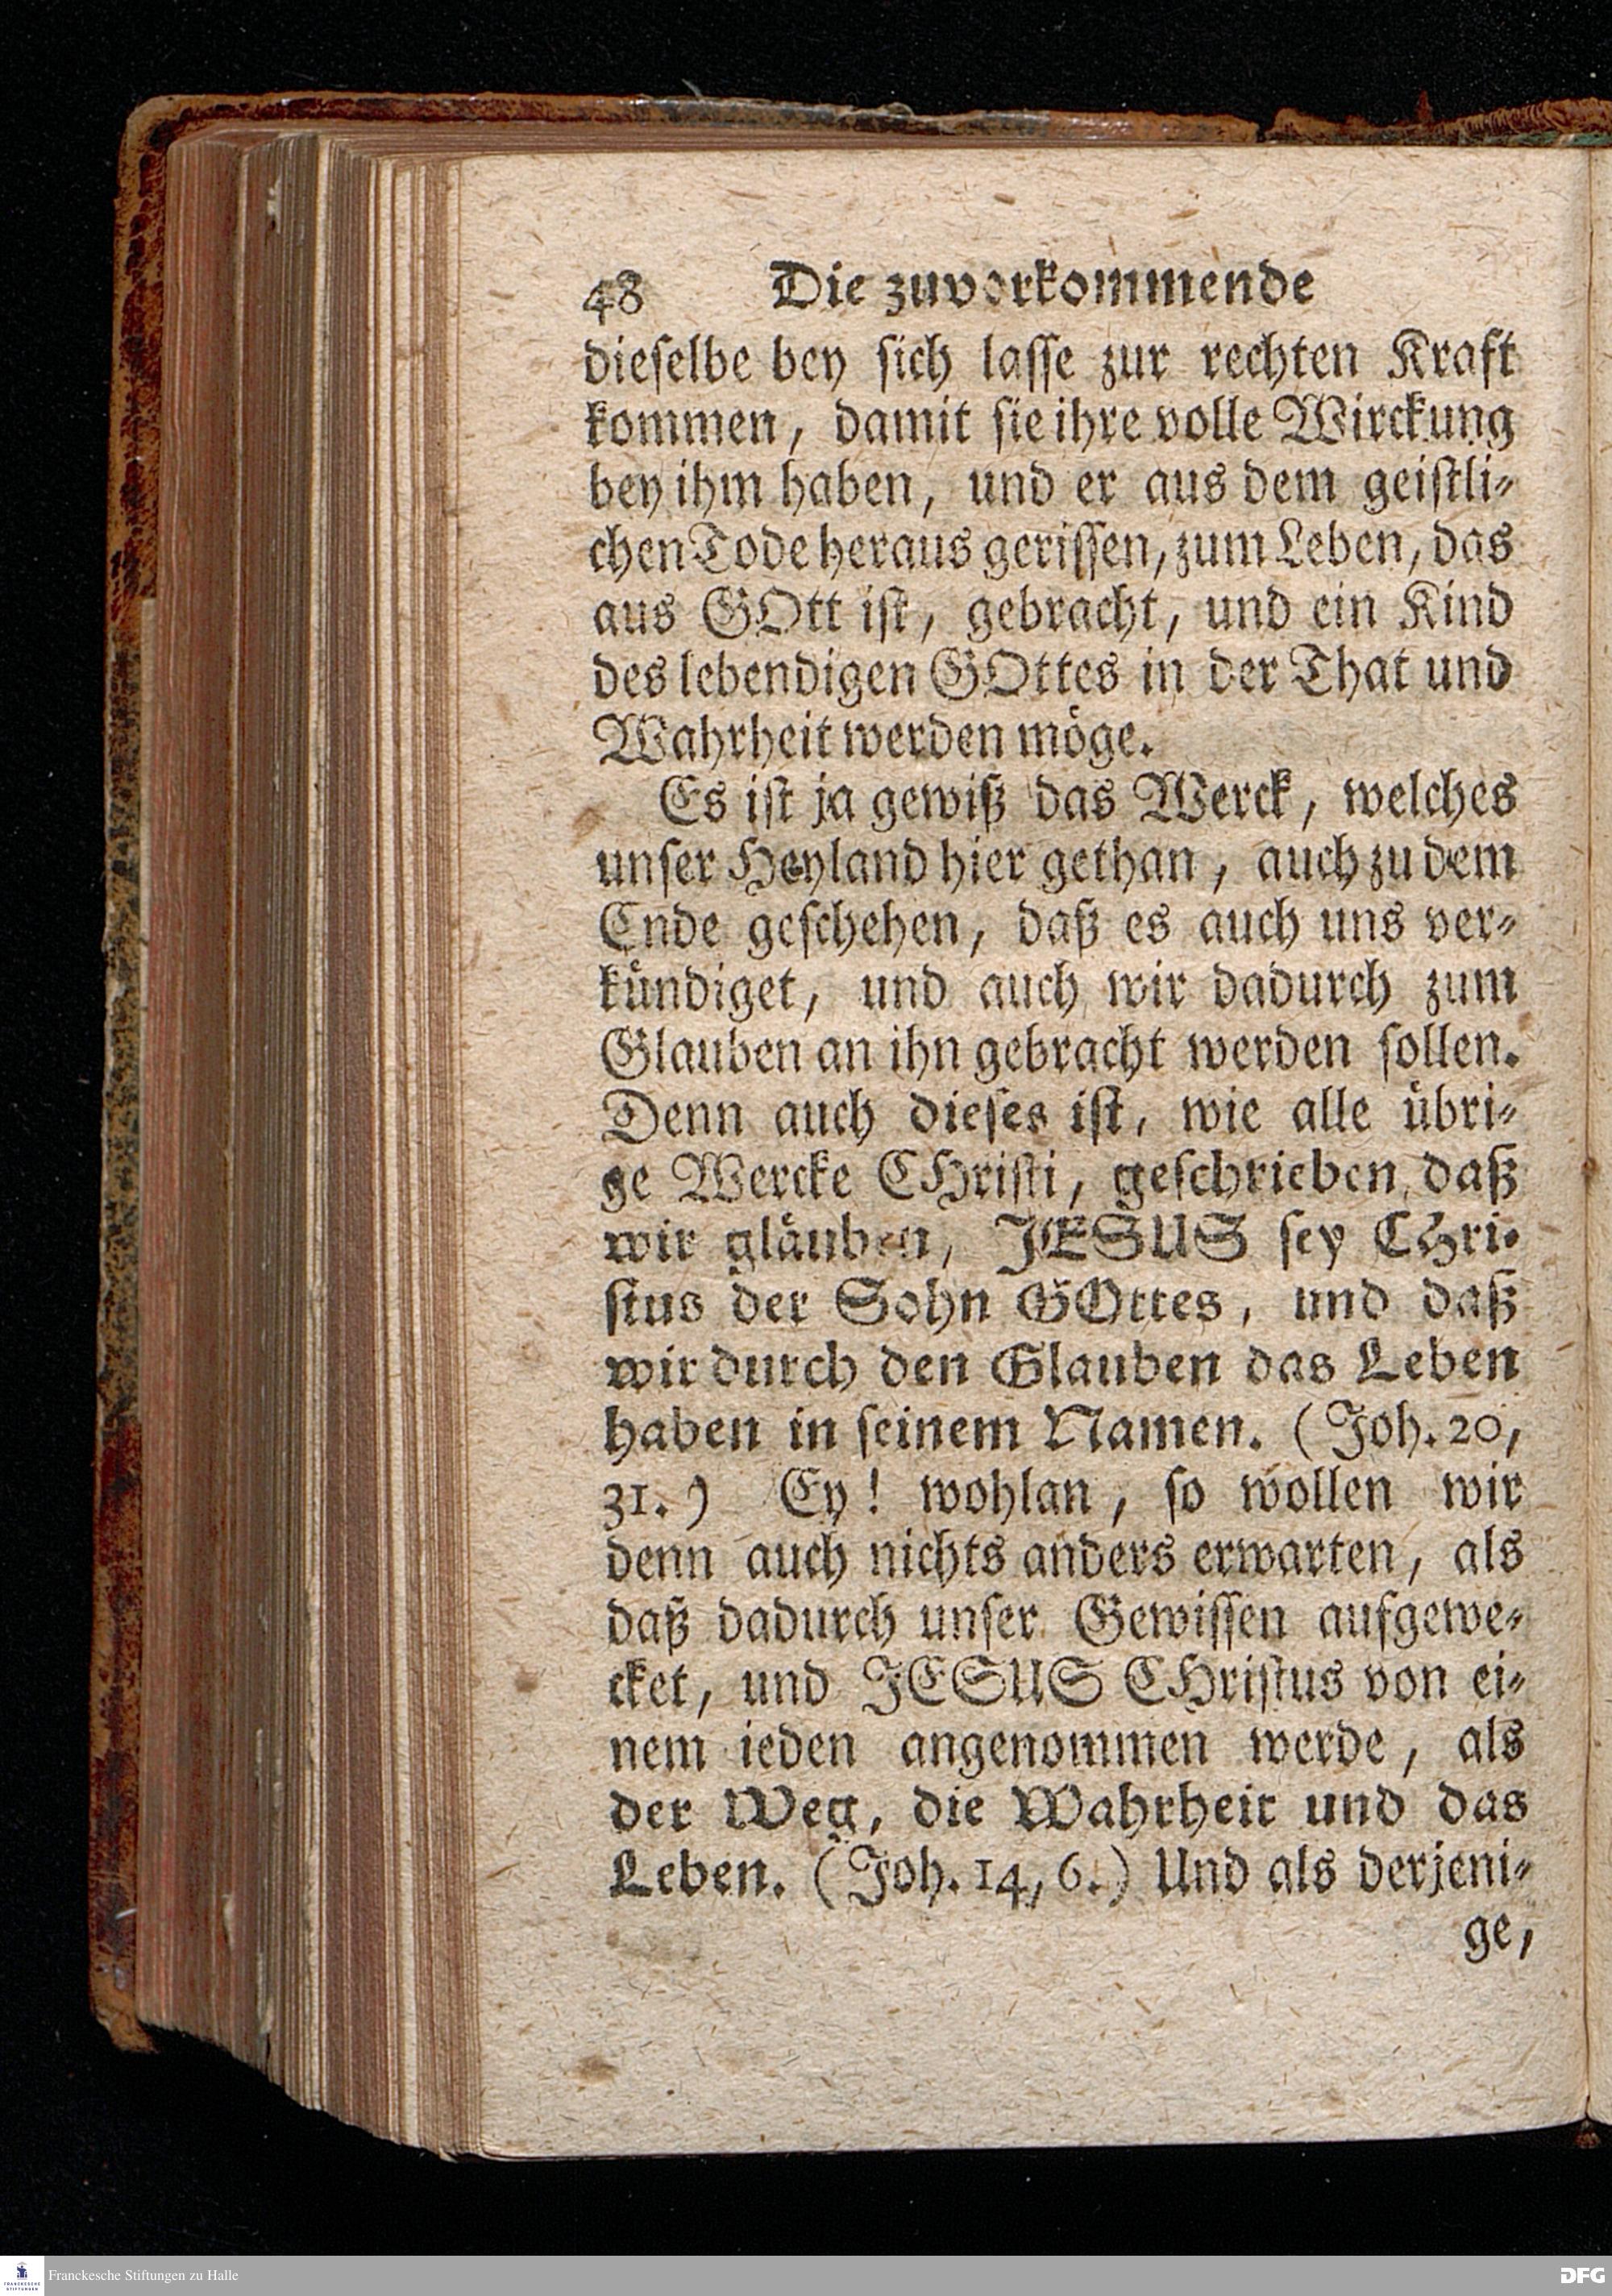 48 Die zuvorkommende
dieselbe bey sich lasse zur rechten Kraft
kommen, damit sie ihre volle Wirckung
bey ihm haben, und er aus dem geistli-
chen Tode heraus gerissen, zum Leben, das
aus GOtt ist, gebracht, und ein Kind
des lebendigen GOttes in der That und
Wahrheit werden möge.
Es ist ja gewiß das Werck, welches
unser Heyland hier gethan, auch zu dem
Ende geschehen, daß es auch uns ver-
kündiget, und auch wir dadurch zum
Glauben an ihn gebracht werden sollen.
Denn auch dieses ist, wie alle übri-
ge Wercke CHristi, geschrieben, daß
wir gläuben, JESUS sey CHri-
stus der Sohn GOttes, und daß
wir durch den Glauben das Leben
haben in seinem Namen. (Joh. 20,
31.) Ey! wohlan, so wollen wir
denn auch nichts anders erwarten, als
daß dadurch unser Gewissen aufgewe-
cket, und JESUS CHristus von ei-
nem ieden angenommen werde, als
der Weg, die Wahrheit und das
Leben. (Joh. 14, 6.) Und als derjeni-
ge,
FRANCKESCHE
STIFTUNGEN
Franckesche Stiftungen zu Halle
DFG